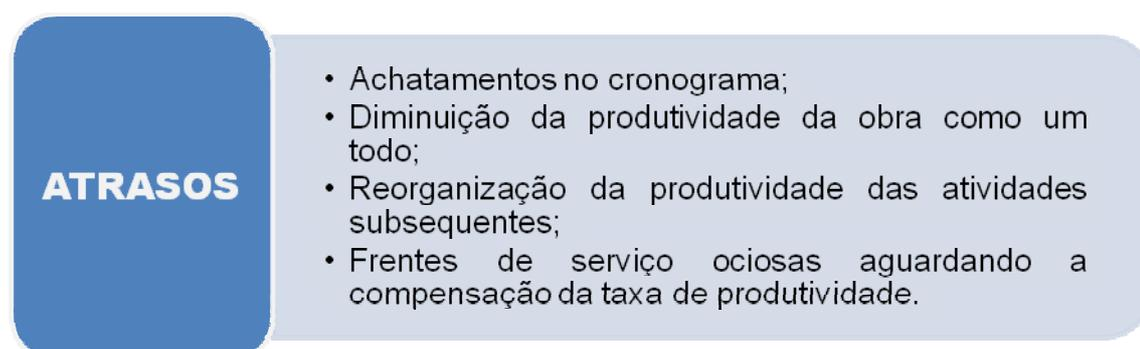 ATRASOS
• Achatamentos no cronograma;
• Diminuição da produtividade da obra como um
todo;
• Reorganização da produtividade das atividades
subsequentes;
• Frentes de serviço ociosas aguardando a
compensação da taxa de produtividade.